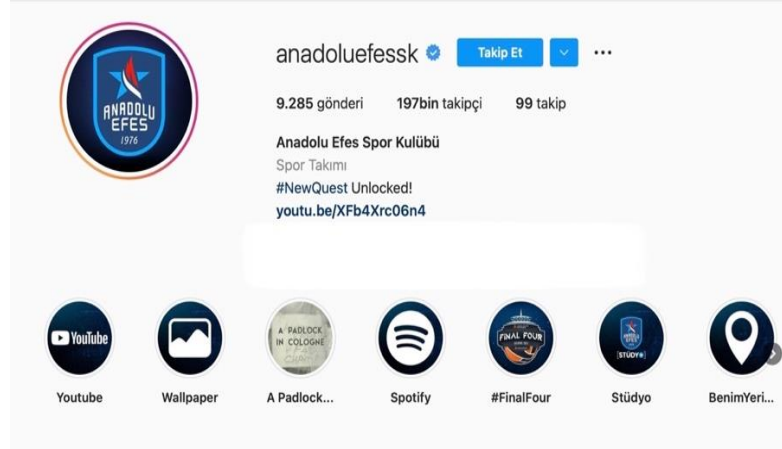 anadoluefessk Takip Et ...
9.285 gönderi 197bin takipçi 99 takip
Anadolu Efes Spor Kulübü
Spor Takımı
#NewQuest Unlocked!
youtu.be/XFb4Xrc06n4
ANADOLU
EFES
1976
YouTube
A PADLOCK
IN COLOGNE
FINAL FOUR
[STÜDYO]
Youtube Wallpaper A Padlock... Spotify #FinalFour Stüdyo BenimYeri...